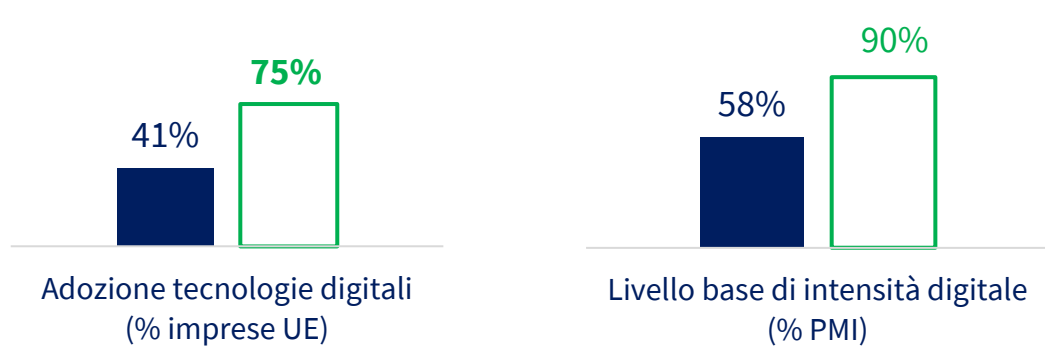 41%
75%
Adozione tecnologie digitali
(% imprese UE)
58%
90%
Livello base di intensità digitale
(% PMI)